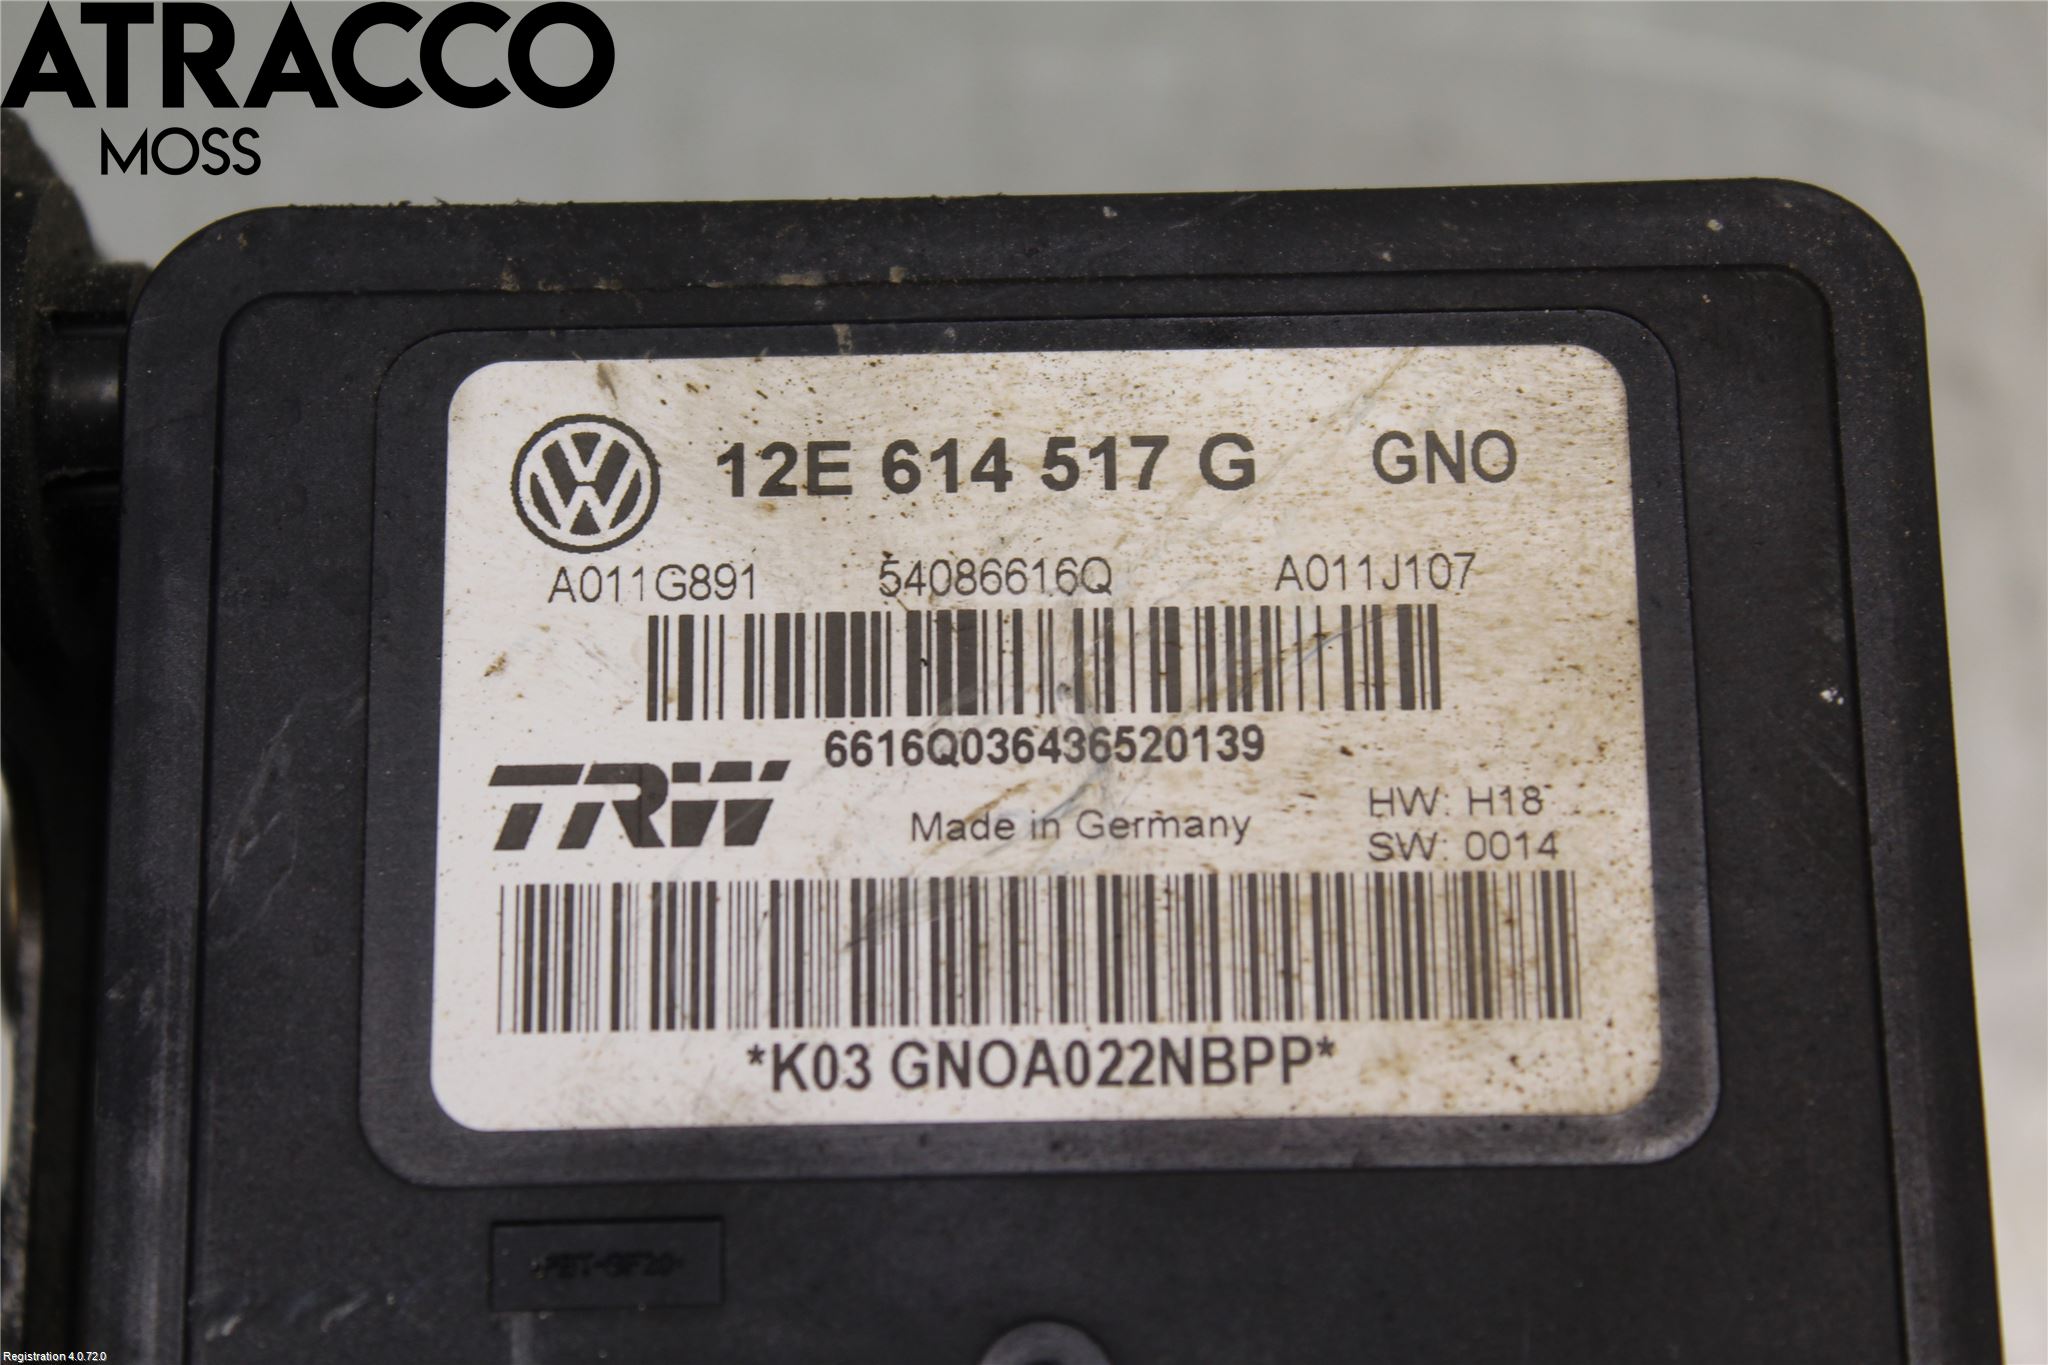 ATRACCO
MOSS
12E 614 517 G GNO
A011G891 54086616Q A011J107
6616Q036436520139
TRW
Made in Germany
HW: H18
SW: 0014
*K03 GNOA022NBPP*
Registration 4.0.72.0